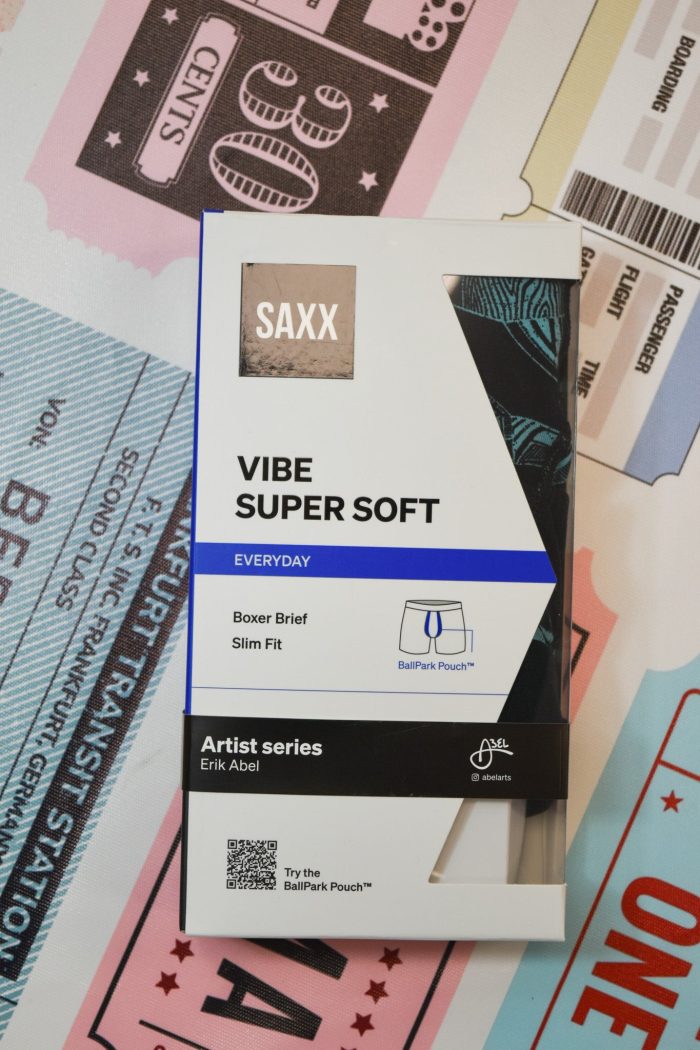 CENTS
30
BOARDING
PASSENGER
FLIGHT
TIME
SAXX
VIBE
SUPER SOFT
EVERYDAY
Boxer Brief
Slim Fit
BallPark Pouch™
Artist series
Erik Abel
ABEL
abelarts
Try the
BallPark Pouch™
VON:
SECOND CLASS
F.T.S INC. FRANKFURT, GERMANY
TRANSIT STATION
ONE